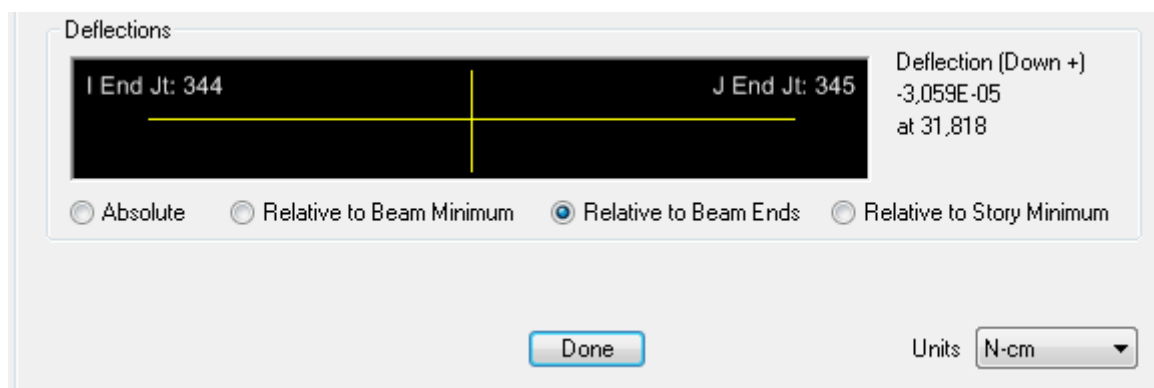 Deflections
I End Jt: 344
J End Jt: 345
Deflection (Down +)
-3,059E-05
at 31,818
Absolute
Relative to Beam Minimum
Relative to Beam Ends
Relative to Story Minimum
Done
Units
N-cm